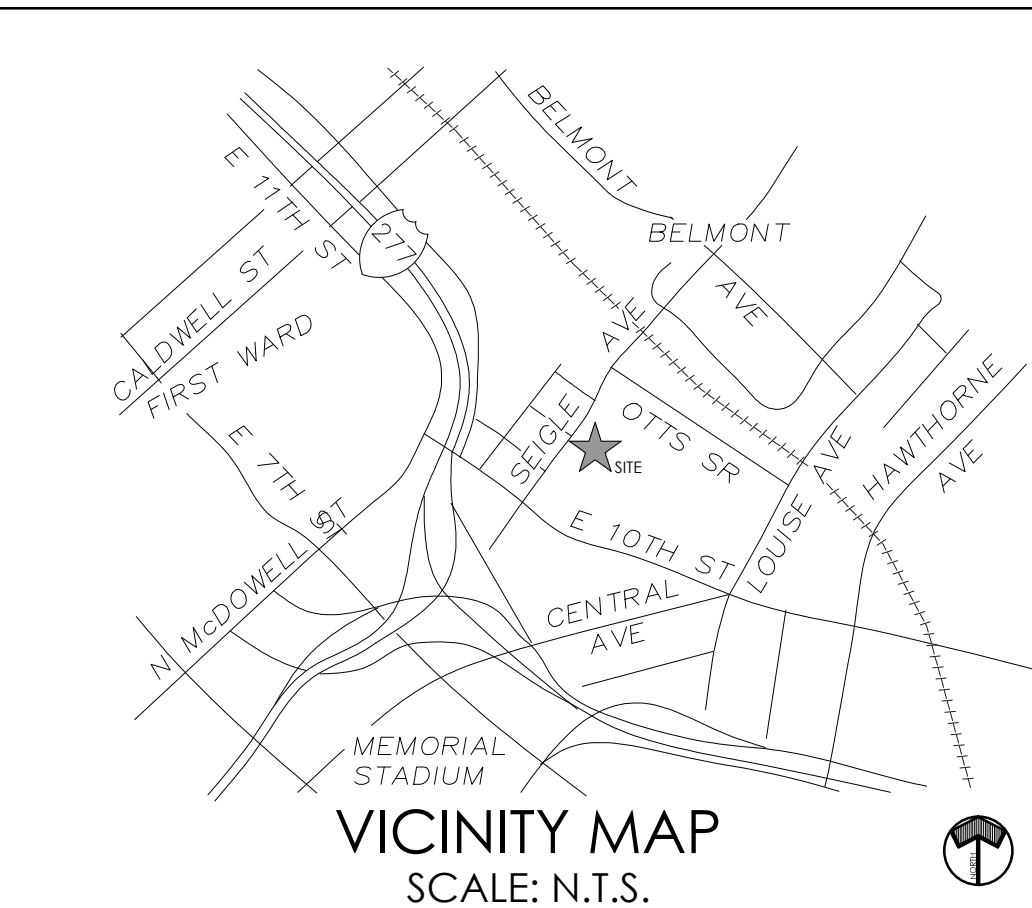 BELMONT
E 11TH ST
277
BELMONT
AVE
CALDWELL ST
FIRST WARD
AVE
SEIGLE
OTTS SR
HAWTHORNE
AVE
SITE
E 7TH ST
E 10TH ST
LOUISE AVE
N McDOWELL ST
CENTRAL
AVE
MEMORIAL
STADIUM
VICINITY MAP
SCALE: N.T.S.
NORTH